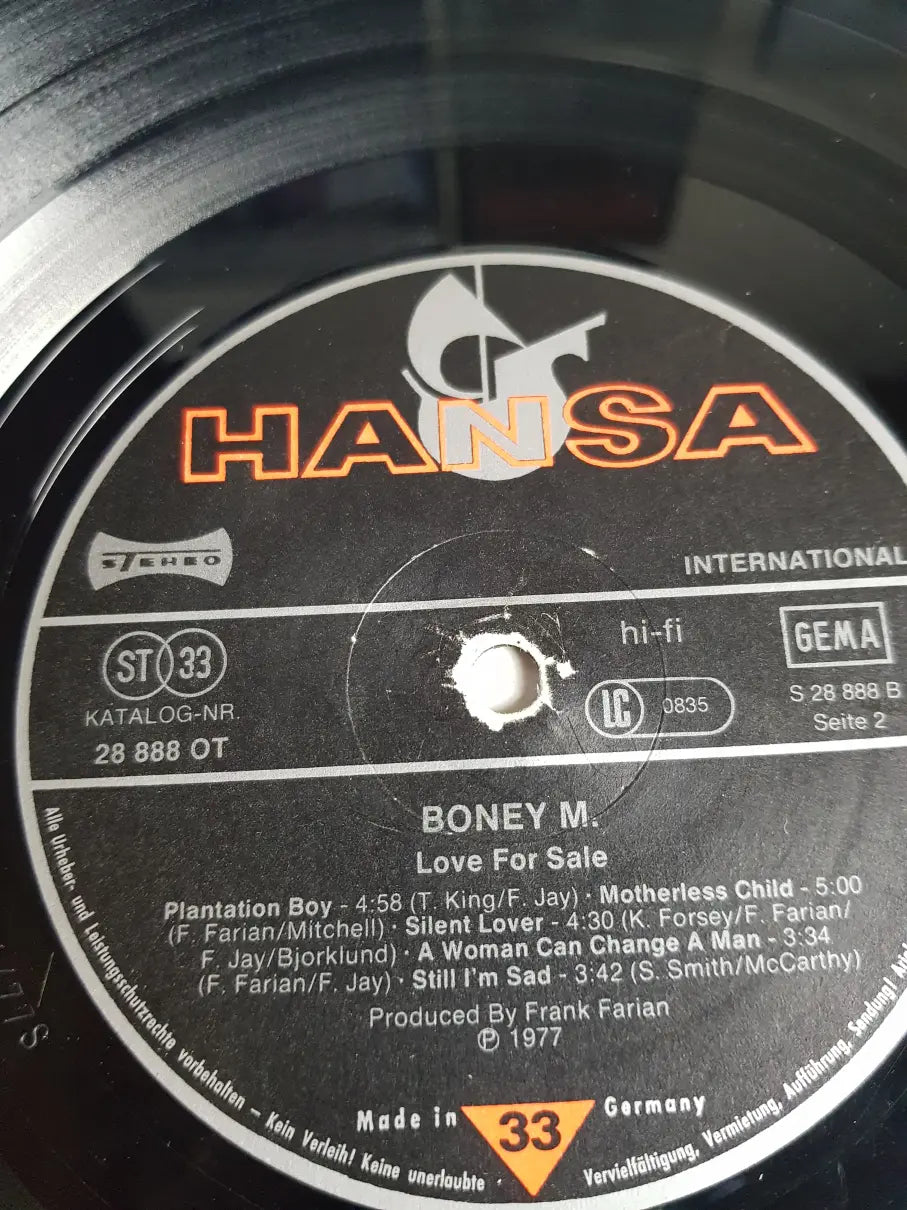 HANSA
STEREO
INTERNATIONAL
ST 33
hi-fi
GEMA
KATALOG-NR.
28 888 OT
LC 0835
S 28 888 B
Seite 2
BONEY M.
Love For Sale
Plantation Boy - 4:58 (T. King/F. Jay) · Motherless Child - 5:00
(F. Farian/Mitchell) · Silent Lover - 4:30 (K. Forsey/F. Farian/
F. Jay/Bjorklund) · A Woman Can Change A Man - 3:34
(F. Farian/F. Jay) · Still I'm Sad - 3:42 (S. Smith/McCarthy)
Produced By Frank Farian
℗ 1977
Made in 33 Germany
Alle Urheber- und Leistungsschutzrechte vorbehalten – Kein Verleih! Keine unerlaubte · Vervielfältigung, Vermietung, Aufführung, Sendung!